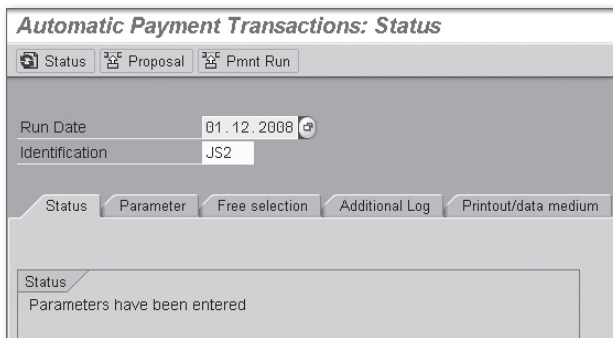 Automatic Payment Transactions: Status
Status Proposal Pmnt Run
Run Date 01.12.2008
Identification JS2
Status Parameter Free selection Additional Log Printout/data medium
Status
Parameters have been entered